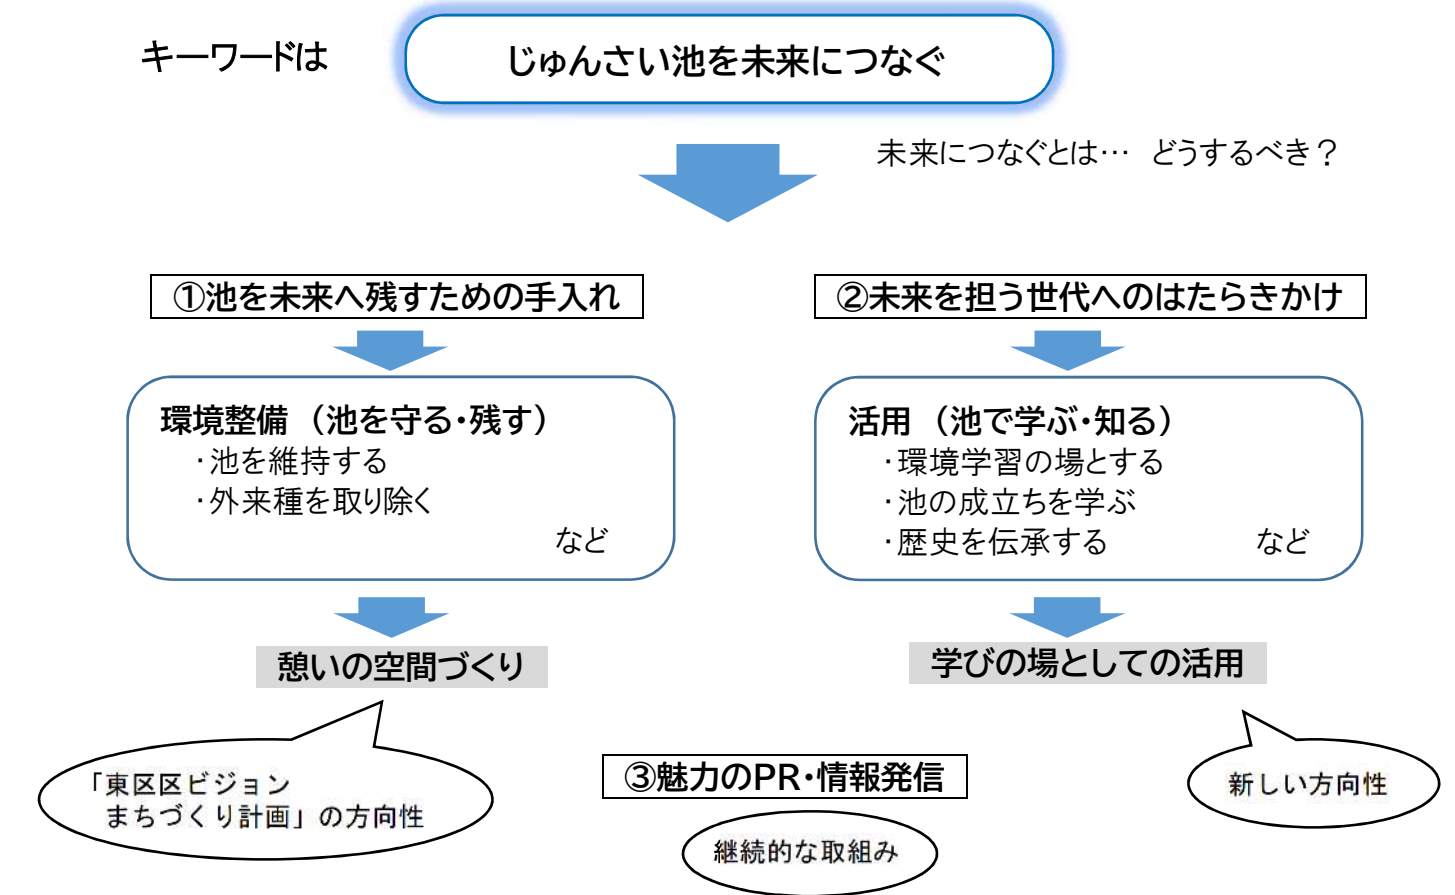 キーワードは
じゅんさい池を未来につなぐ
未来につなぐとは… どうするべき？
①池を未来へ残すための手入れ
環境整備 （池を守る・残す）
・池を維持する
・外来種を取り除く
など
憩いの空間づくり
「東区区ビジョン
まちづくり計画」の方向性
②未来を担う世代へのはたらきかけ
活用 （池で学ぶ・知る）
・環境学習の場とする
・池の成立ちを学ぶ
・歴史を伝承する など
学びの場としての活用
新しい方向性
③魅力のPR・情報発信
継続的な取組み